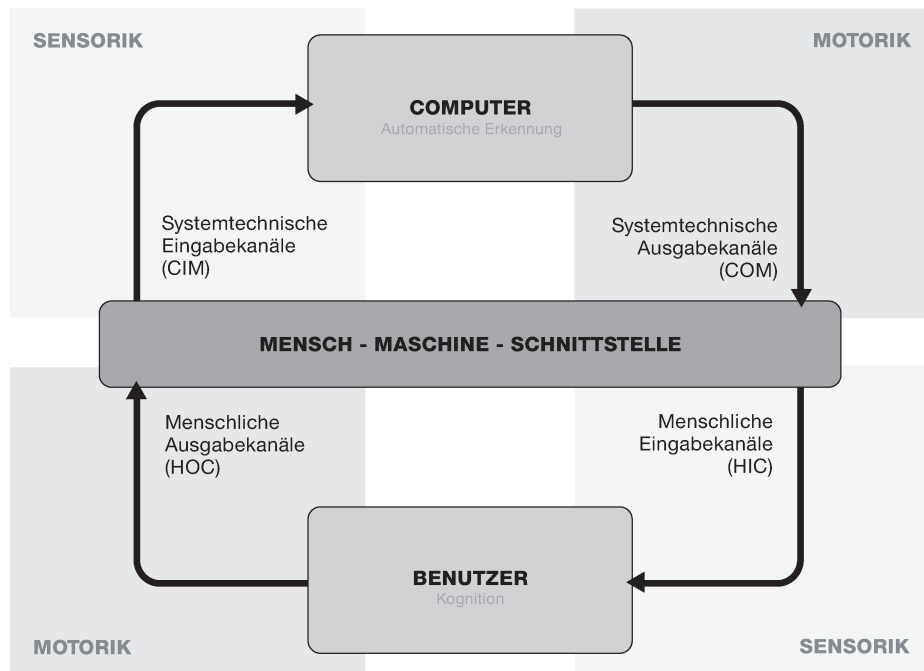 SENSORIK
MOTORIK
COMPUTER
Automatische Erkennung
Systemtechnische
Eingabekanäle
(CIM)
Systemtechnische
Ausgabekanäle
(COM)
MENSCH - MASCHINE - SCHNITTSTELLE
Menschliche
Ausgabekanäle
(HOC)
Menschliche
Eingabekanäle
(HIC)
BENUTZER
Kognition
MOTORIK
SENSORIK